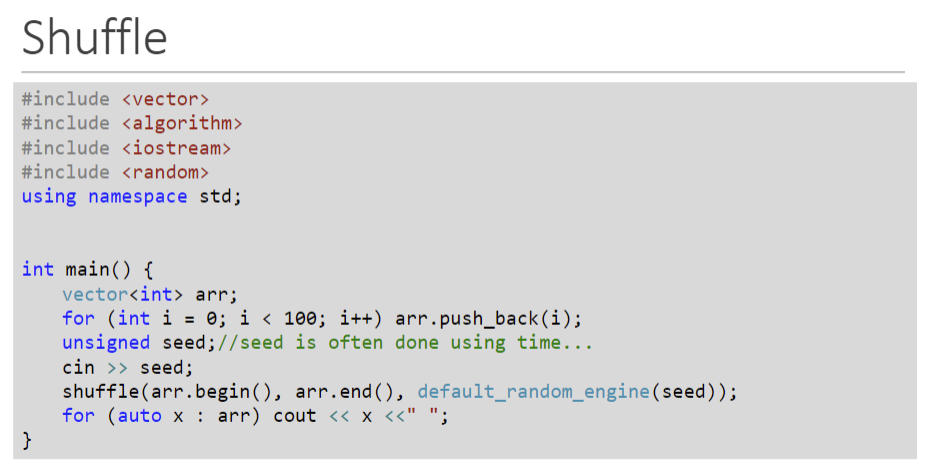 Shuffle
#include <vector>
#include <algorithm>
#include <iostream>
#include <random>
using namespace std;
int main() {
    vector<int> arr;
    for (int i = 0; i < 100; i++) arr.push_back(i);
    unsigned seed;//seed is often done using time...
    cin >> seed;
    shuffle(arr.begin(), arr.end(), default_random_engine(seed));
    for (auto x : arr) cout << x <<" ";
}